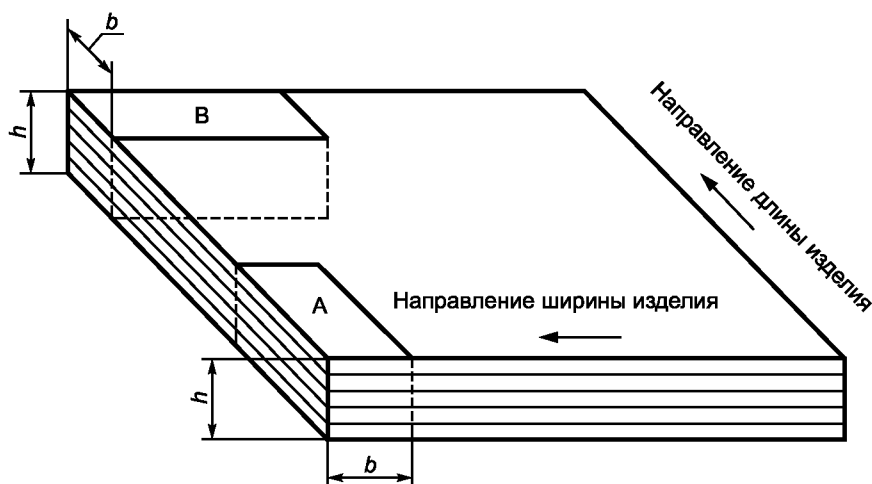 b
h
B
Направление длины изделия
A
Направление ширины изделия
h
b